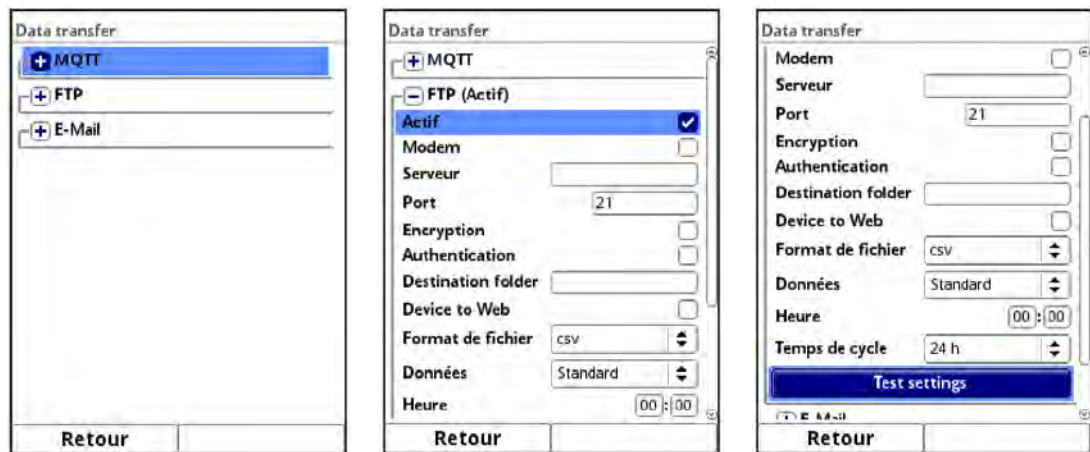 Data transfer
MQTT
FTP
E-Mail
Retour
Data transfer
MQTT
FTP (Actif)
Actif
Modem
Serveur
Port 21
Encryption
Authentication
Destination folder
Device to Web
Format de fichier csv
Données Standard
Heure 00:00
Retour
Data transfer
Modem
Serveur
Port 21
Encryption
Authentication
Destination folder
Device to Web
Format de fichier csv
Données Standard
Heure 00:00
Temps de cycle 24 h
Test settings
E-Mail
Retour